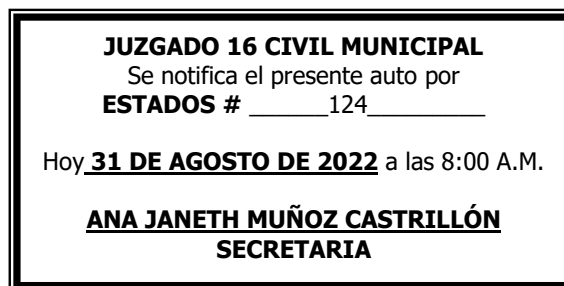 JUZGADO 16 CIVIL MUNICIPAL
Se notifica el presente auto por
ESTADOS # ______124_________
Hoy 31 DE AGOSTO DE 2022 a las 8:00 A.M.
ANA JANETH MUÑOZ CASTRILLÓN
SECRETARIA